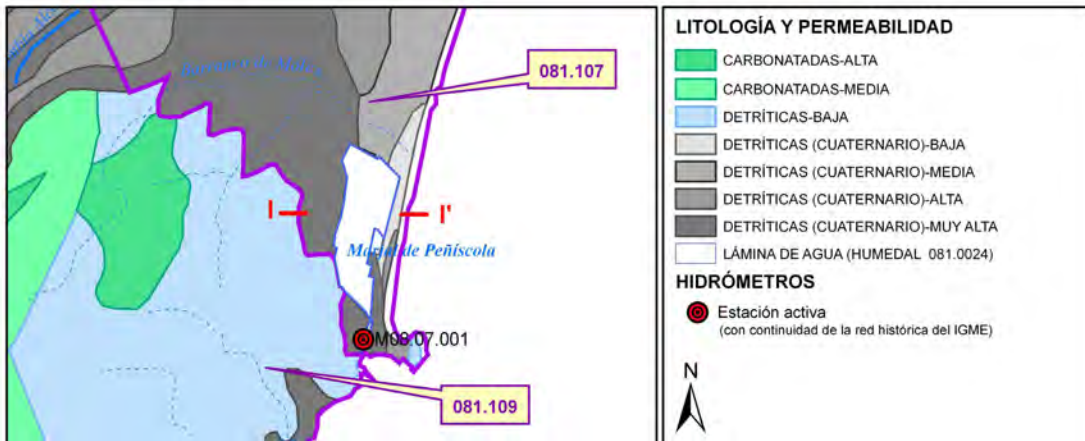 081.107
I
I'
Marjal de Peñíscola
M08.07.001
081.109
LITOLOGÍA Y PERMEABILIDAD
CARBONATADAS-ALTA
CARBONATADAS-MEDIA
DETRÍTICAS-BAJA
DETRÍTICAS (CUATERNARIO)-BAJA
DETRÍTICAS (CUATERNARIO)-MEDIA
DETRÍTICAS (CUATERNARIO)-ALTA
DETRÍTICAS (CUATERNARIO)-MUY ALTA
LÁMINA DE AGUA (HUMEDAL 081.0024)
HIDRÓMETROS
Estación activa
(con continuidad de la red histórica del IGME)
N